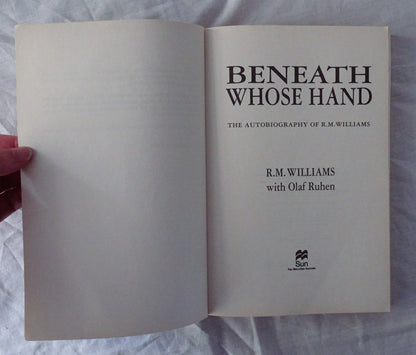 BENEATH
WHOSE HAND
THE AUTOBIOGRAPHY OF R.M. WILLIAMS
R.M. WILLIAMS
with Olaf Ruhen
Sun